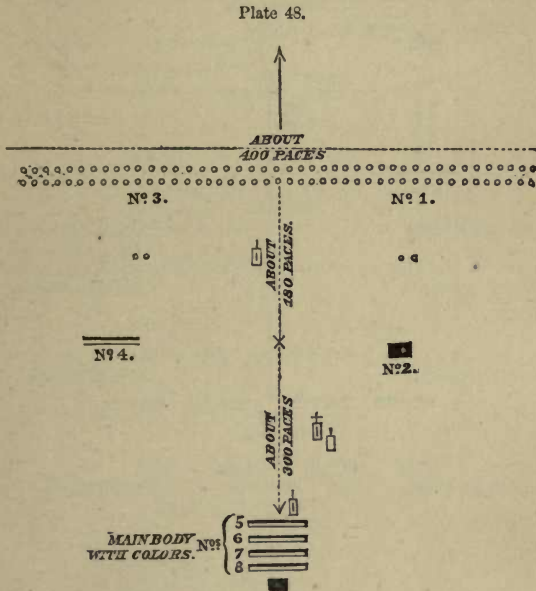 Plate 48.
ABOUT
400 PACES
Nº 3.
Nº 1.
ABOUT
180 PACES.
Nº 4.
Nº 2.
ABOUT
300 PACES
MAIN BODY
WITH COLORS.
Nºs
5
6
7
8